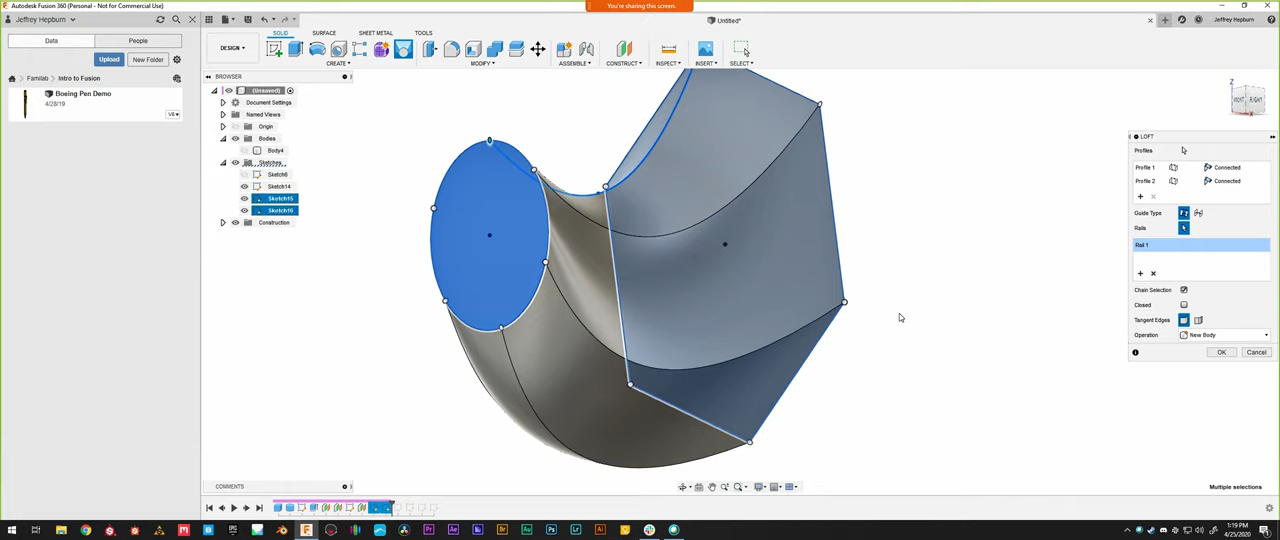 Autodesk Fusion 360 (Personal - Not for Commercial Use)
You're sharing this screen.
Jeffrey Hepburn
Untitled*
Jeffrey Hepburn
Data
People
Upload
New Folder
Familab
Intro to Fusion
Boeing Pen Demo
4/28/19
V8
DESIGN
SOLID
SURFACE
SHEET METAL
TOOLS
CREATE
MODIFY
ASSEMBLE
CONSTRUCT
INSPECT
INSERT
SELECT
BROWSER
(Unsaved)
Document Settings
Named Views
Origin
Bodies
Body4
Sketches
Sketch6
Sketch14
Sketch15
Sketch16
Construction
Z
FRONT
RIGHT
X
LOFT
Profiles
Profile 1
Connected
Profile 2
Connected
Guide Type
Rails
Rail 1
Chain Selection
Closed
Tangent Edges
Operation
New Body
OK
Cancel
COMMENTS
Multiple selections
1:19 PM
4/25/2020